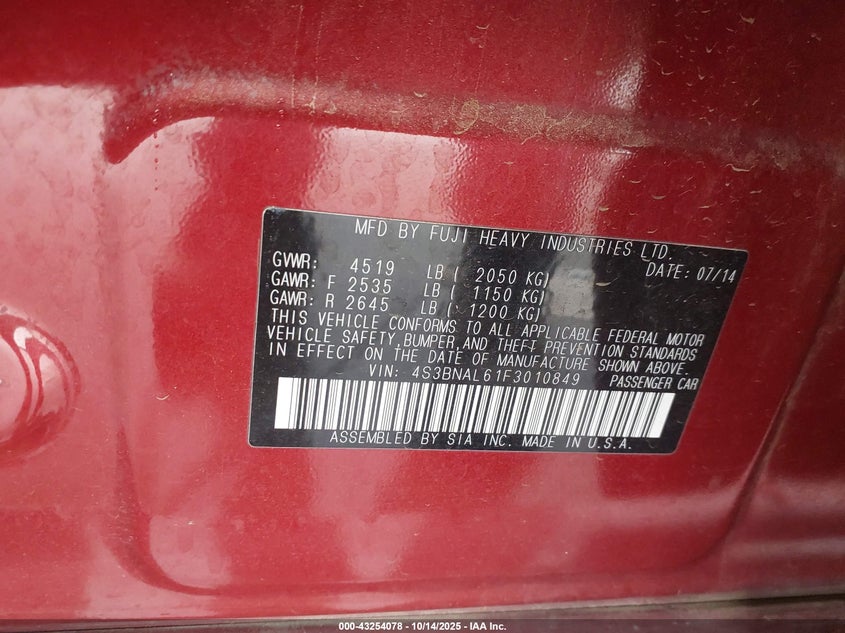 MFD BY FUJI HEAVY INDUSTRIES LTD.
GVWR: 4519 LB ( 2050 KG) DATE: 07/14
GAWR: F 2535 LB ( 1150 KG)
GAWR: R 2645 LB ( 1200 KG)
THIS VEHICLE CONFORMS TO ALL APPLICABLE FEDERAL MOTOR
VEHICLE SAFETY, BUMPER, AND THEFT PREVENTION STANDARDS
IN EFFECT ON THE DATE OF MANUFACTURE SHOWN ABOVE.
VIN: 4S3BNAL61F3010849 PASSENGER CAR
ASSEMBLED BY SIA INC. MADE IN U.S.A.
000-43254078 - 10/14/2025 - IAA Inc.